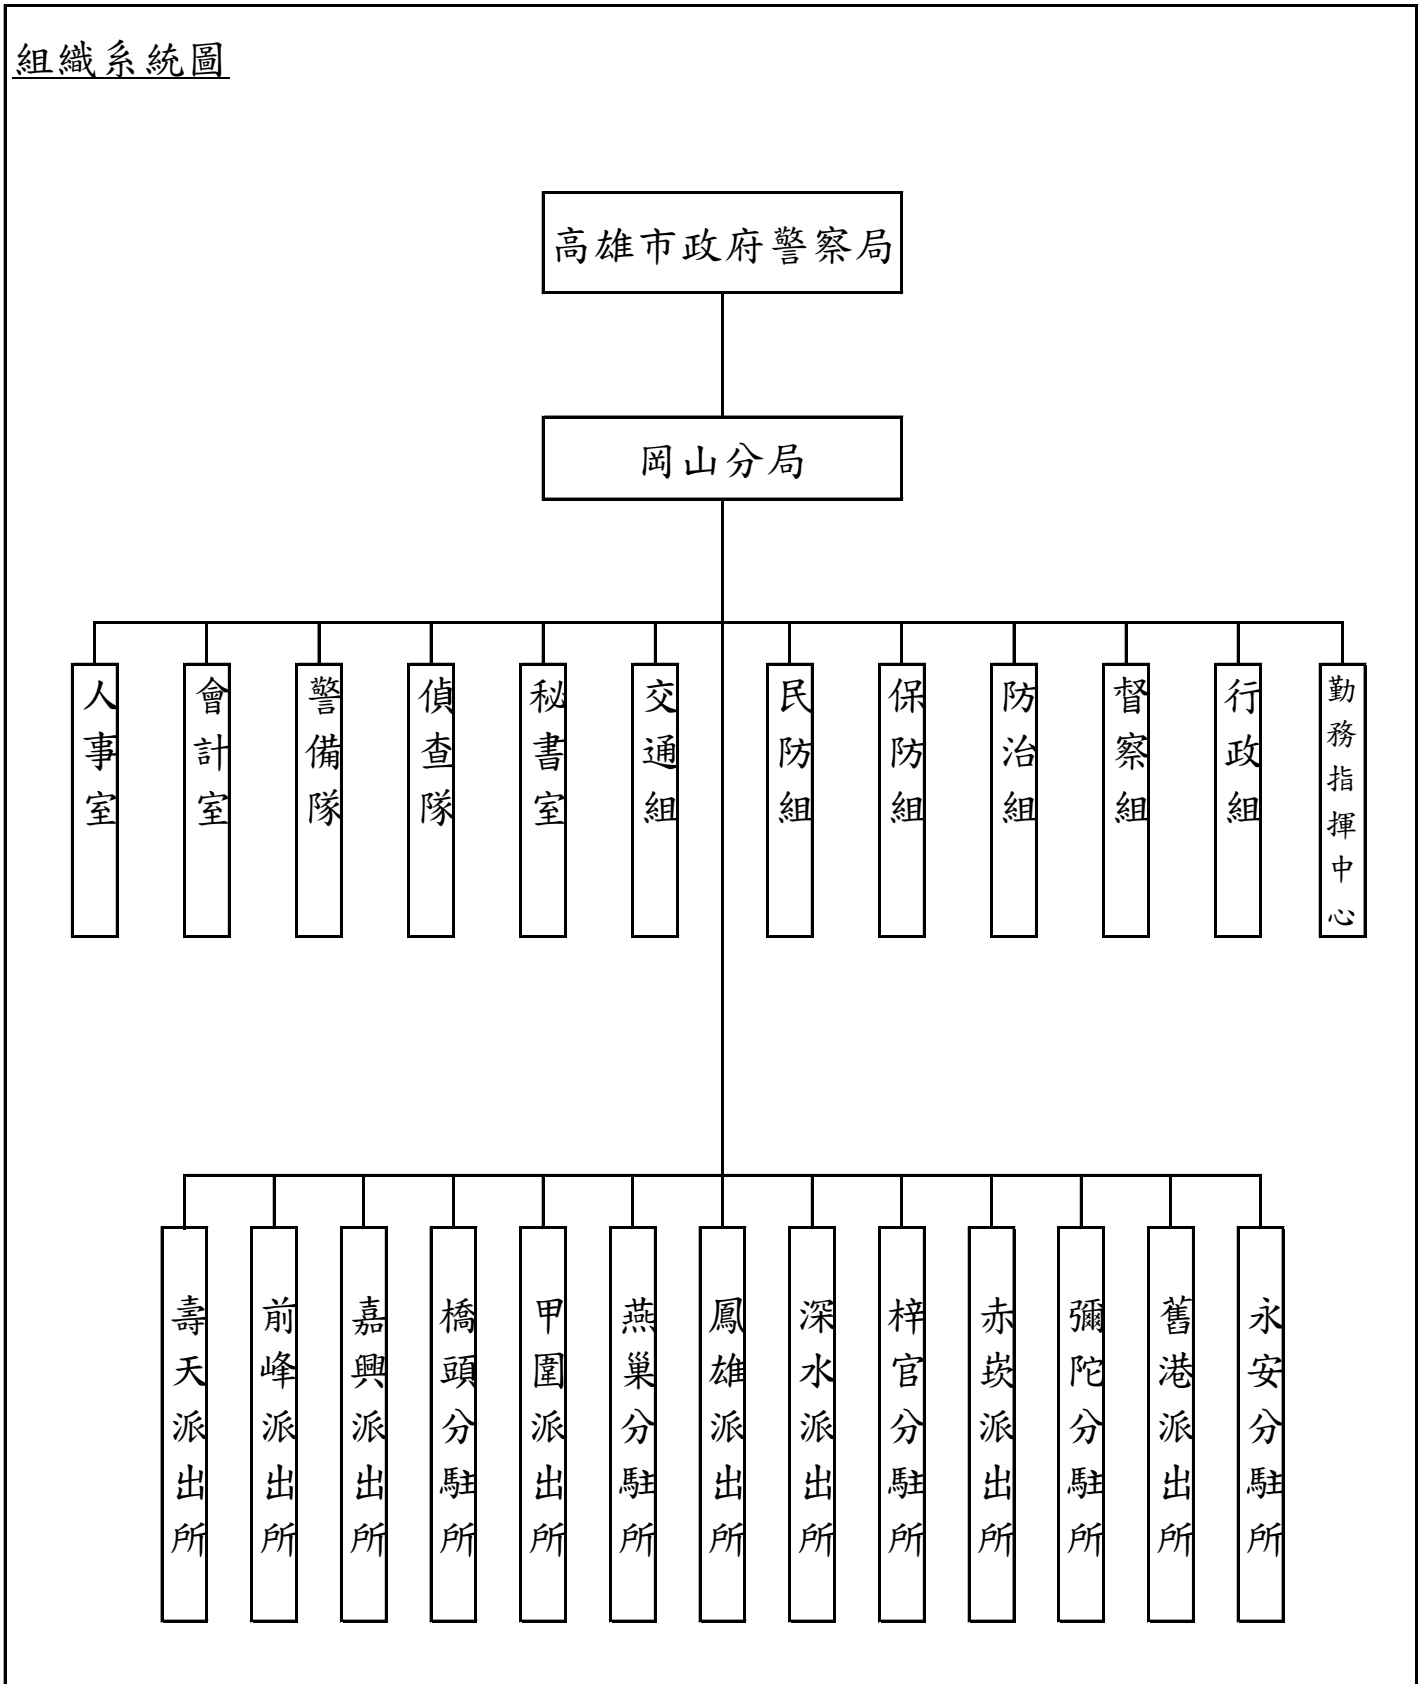 組織系統圖
高雄市政府警察局
岡山分局
人事室
會計室
警備隊
偵查隊
秘書室
交通組
民防組
保防組
防治組
督察組
行政組
勤務指揮中心
壽天派出所
前峰派出所
嘉興派出所
橋頭分駐所
甲圍派出所
燕巢分駐所
鳳雄派出所
深水派出所
梓官分駐所
赤崁派出所
彌陀分駐所
舊港派出所
永安分駐所